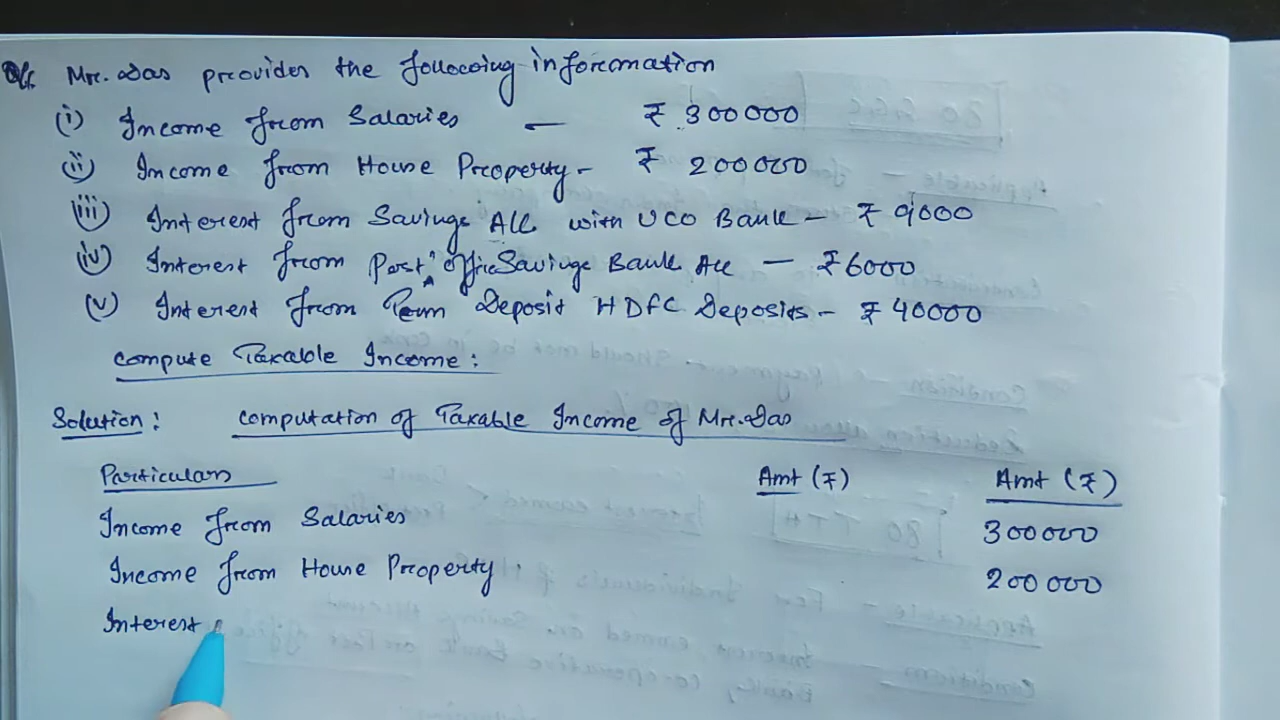 Mr. Das provides the following information
(i) Income from Salaries — ₹ 300000
(ii) Income from House Property - ₹ 200000
(iii) Interest from Savings A/c with UCO Bank - ₹ 9000
(iv) Interest from Post Office Savings Bank A/c — ₹6000
(v) Interest from Term Deposit HDFC Deposits - ₹ 40000
Compute Taxable Income:
Solution: Computation of Taxable Income of Mr. Das
Particulars Amt (₹) Amt (₹)
Income from Salaries 300000
Income from House Property 200000
Interest